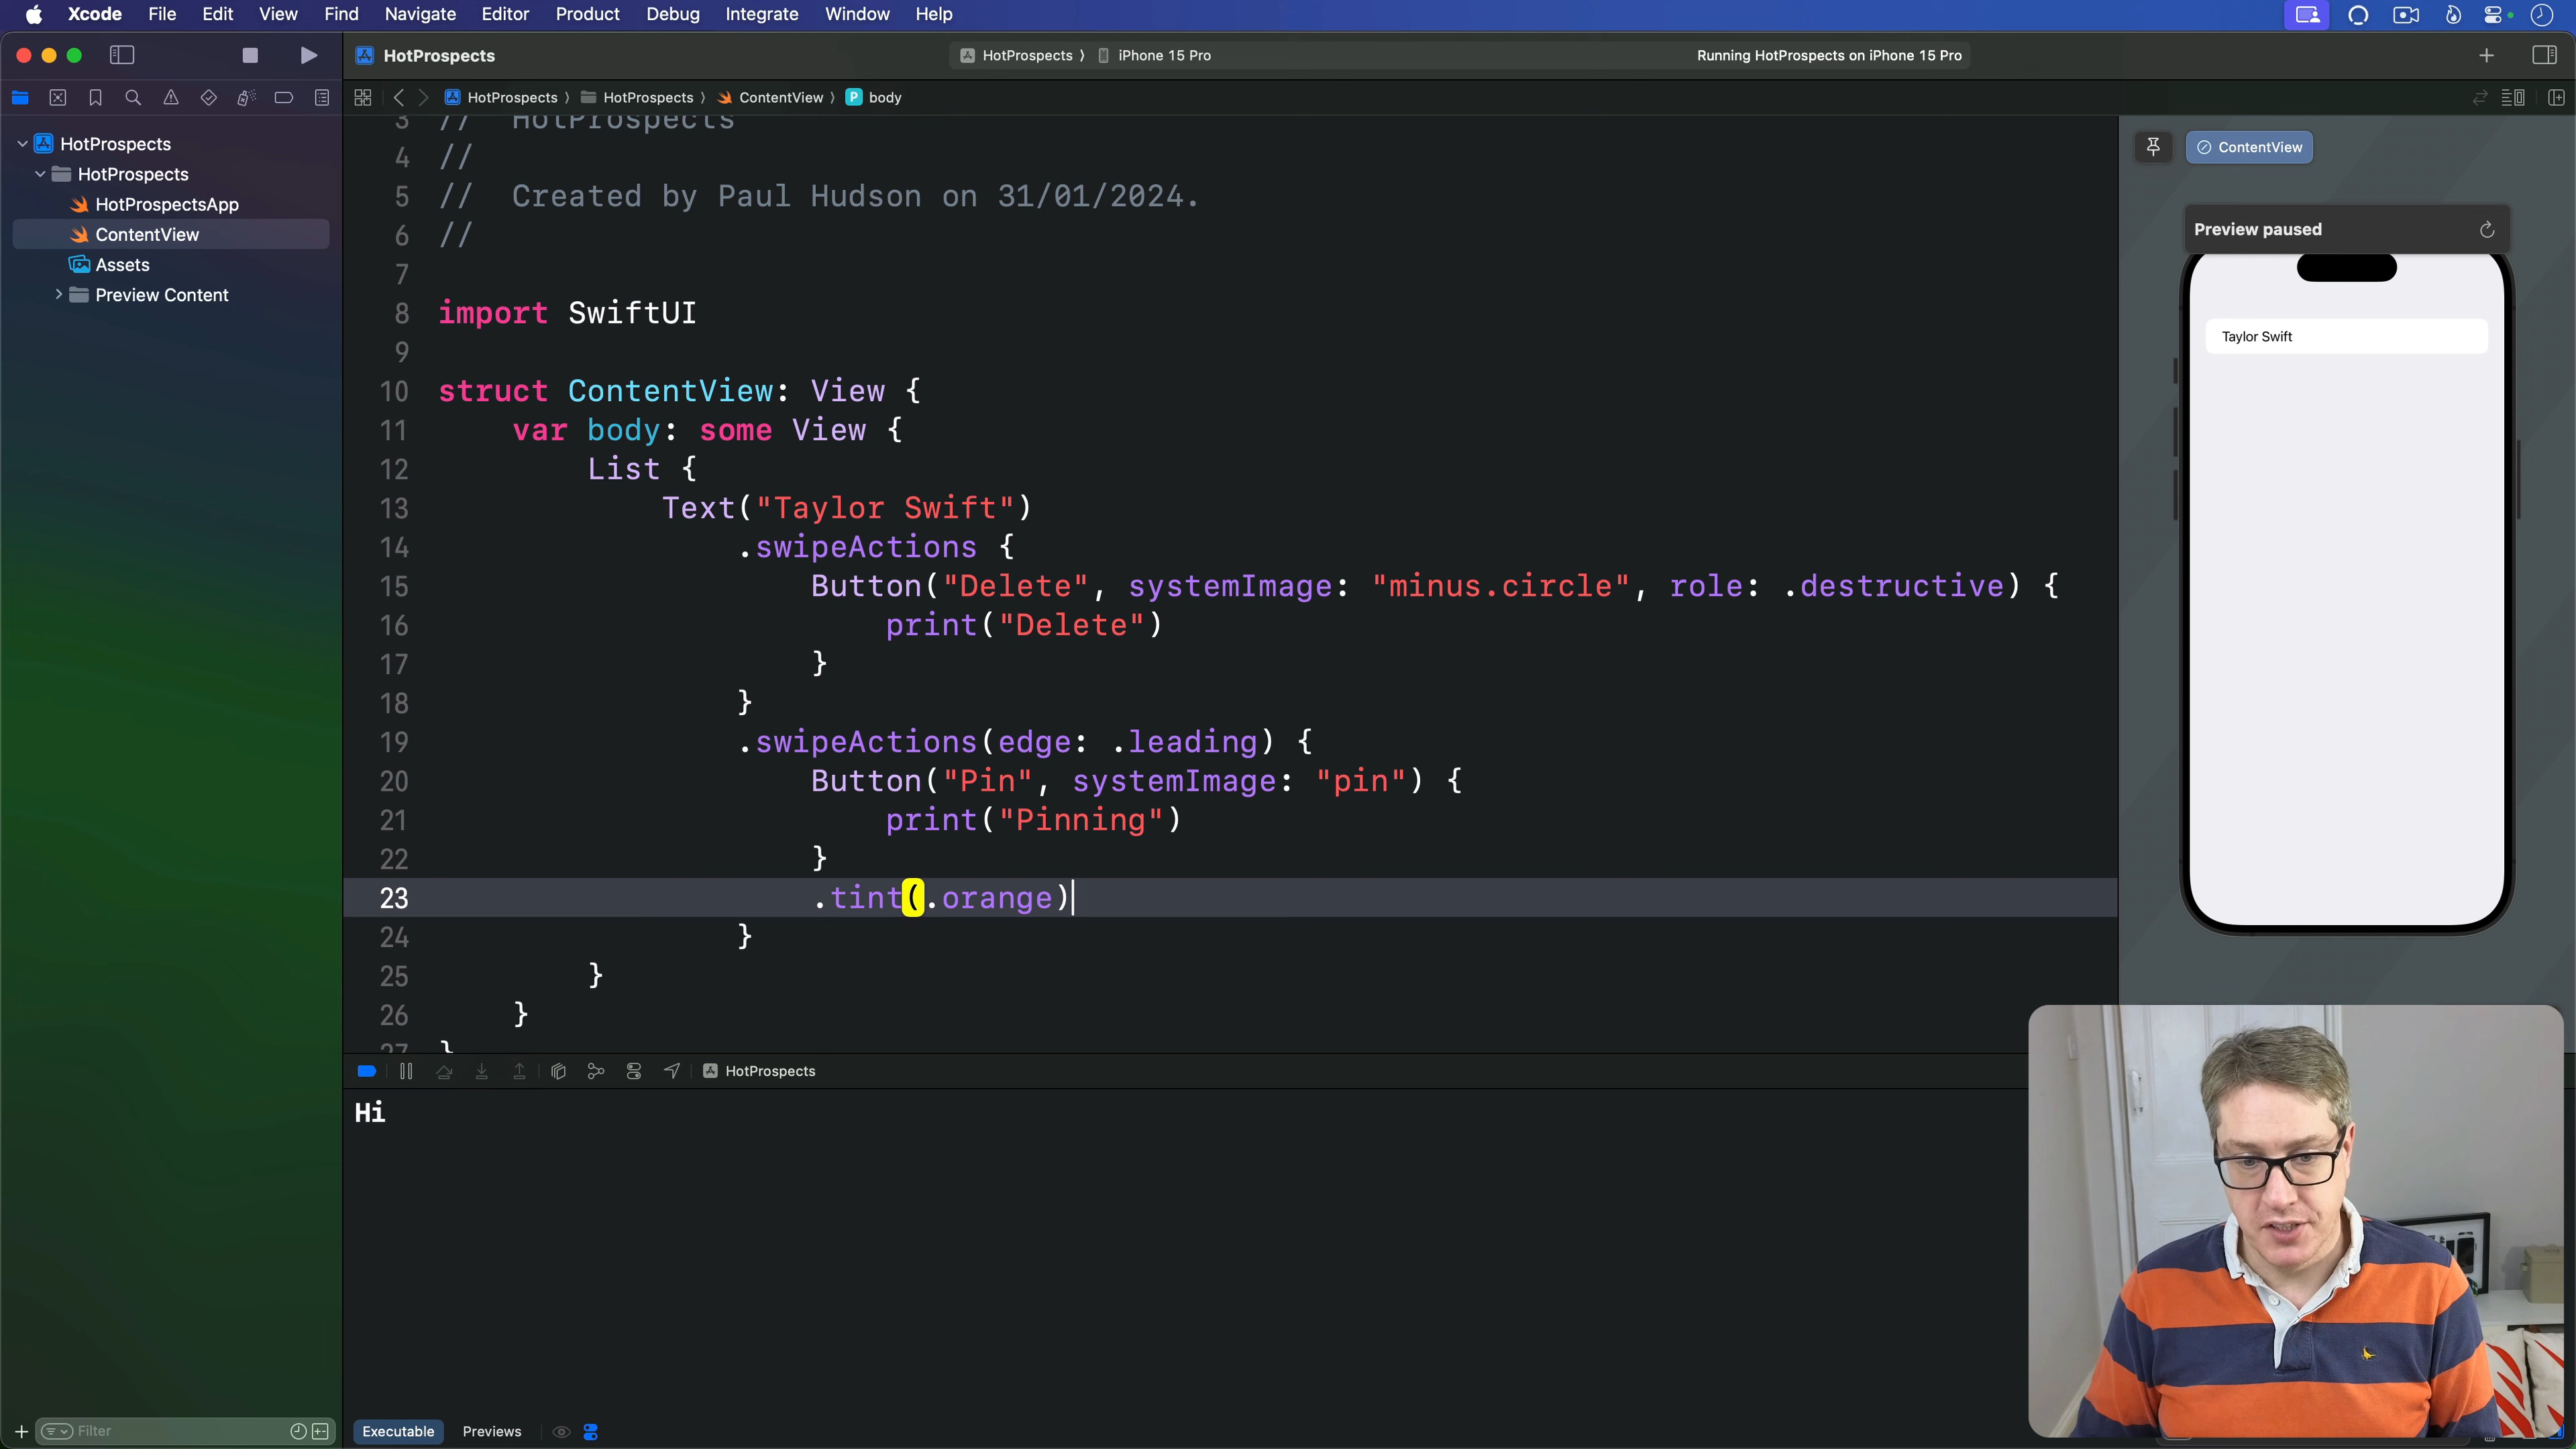 Xcode File Edit View Find Navigate Editor Product Debug Integrate Window Help
HotProspects
HotProspects ⟩ iPhone 15 Pro
Running HotProspects on iPhone 15 Pro
HotProspects ⟩ HotProspects ⟩ ContentView ⟩ P body
HotProspects
HotProspects
HotProspectsApp
ContentView
Assets
Preview Content
Filter
3 // HotProspects
4 //
5 // Created by Paul Hudson on 31/01/2024.
6 //
7
8 import SwiftUI
9
10 struct ContentView: View {
11 var body: some View {
12 List {
13 Text("Taylor Swift")
14 .swipeActions {
15 Button("Delete", systemImage: "minus.circle", role: .destructive) {
16 print("Delete")
17 }
18 }
19 .swipeActions(edge: .leading) {
20 Button("Pin", systemImage: "pin") {
21 print("Pinning")
22 }
23 .tint(.orange)
24 }
25 }
26 }
27 }
ContentView
Preview paused
Taylor Swift
HotProspects
Hi
Executable Previews